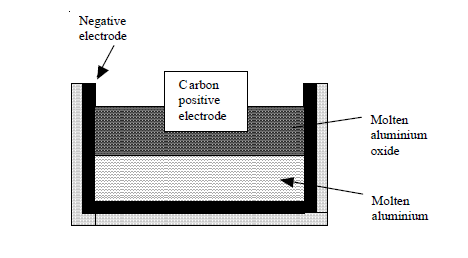 Negative
electrode
Carbon
positive
electrode
Molten
aluminium
oxide
Molten
aluminium